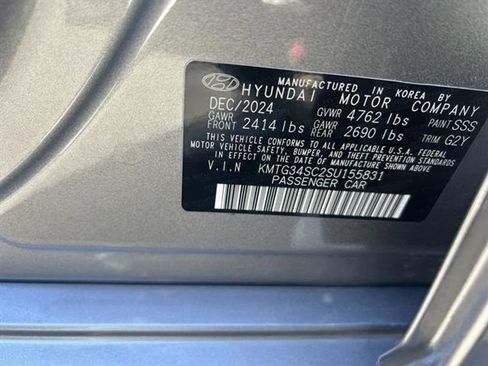 MANUFACTURED IN KOREA BY
HYUNDAI MOTOR COMPANY
DEC/2024 GVWR 4762 lbs PAINT SSS
GAWR FRONT 2414 lbs GAWR REAR 2690 lbs TRIM G2Y
THIS VEHICLE CONFORMS TO ALL APPLICABLE U.S.A. FEDERAL
MOTOR VEHICLE SAFETY, BUMPER, AND THEFT PREVENTION STANDARDS
IN EFFECT ON THE DATE OF MANUFACTURE SHOWN ABOVE.
V.I.N KMTG34SC2SU155831
PASSENGER CAR